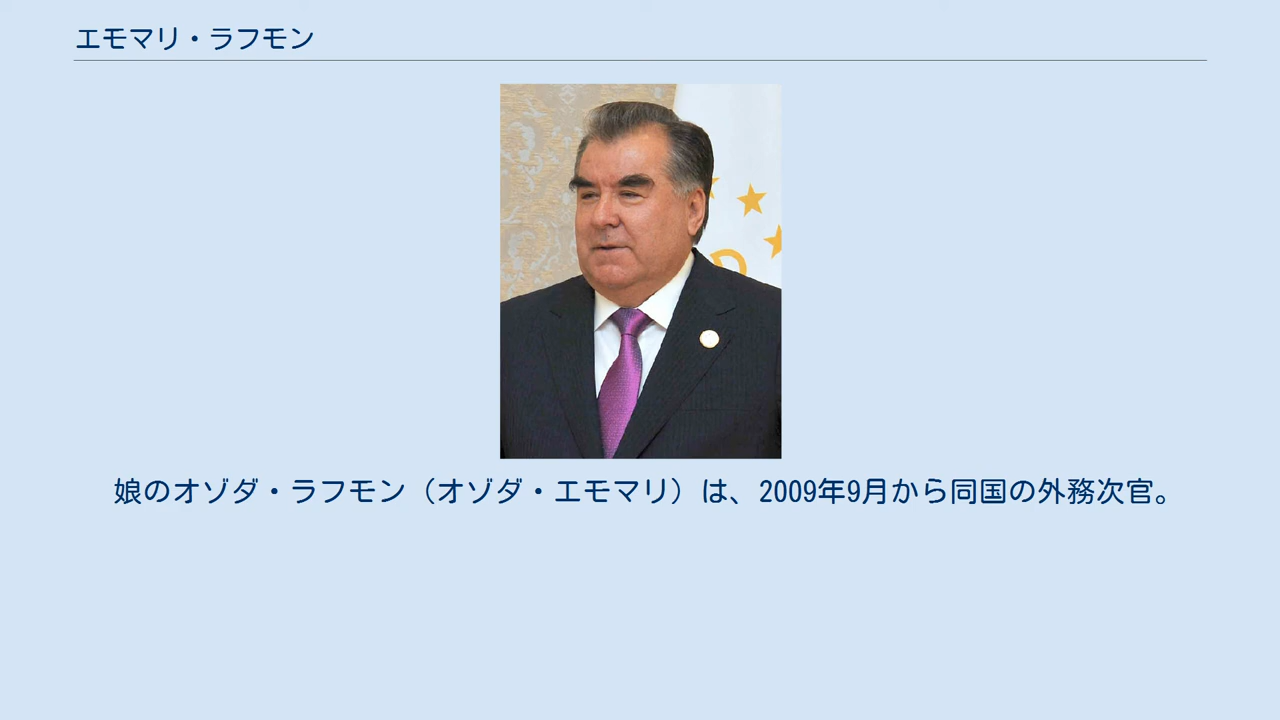 エモマリ・ラフモン
娘のオゾダ・ラフモン（オゾダ・エモマリ）は、2009年9月から同国の外務次官。